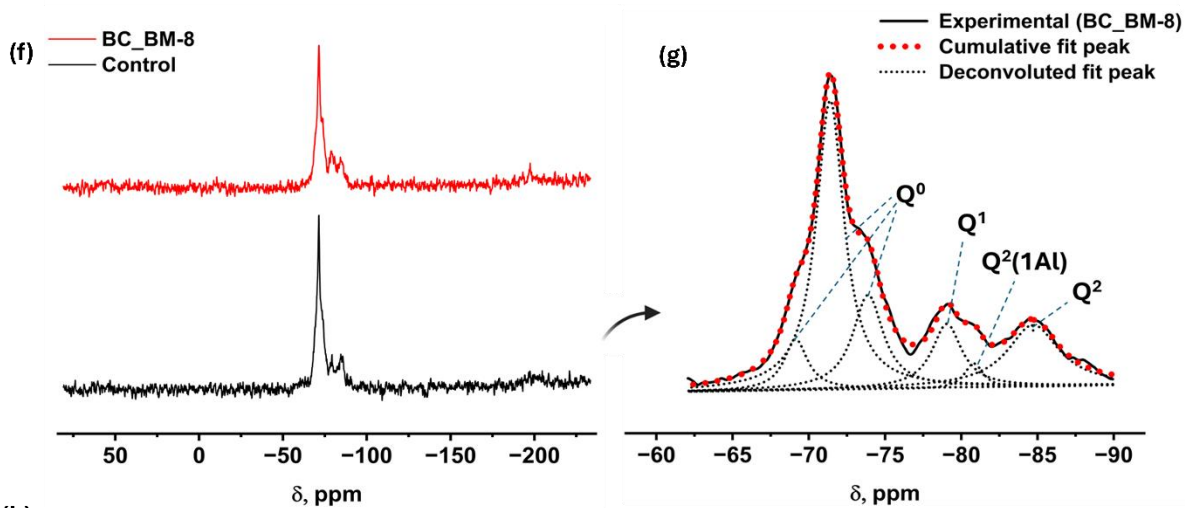 (f)
BC_BM-8
Control
50 0 −50 −100 −150 −200
δ, ppm
(g)
Experimental (BC_BM-8)
Cumulative fit peak
Deconvoluted fit peak
Q⁰
Q¹
Q²(1Al)
Q²
−60 −65 −70 −75 −80 −85 −90
δ, ppm